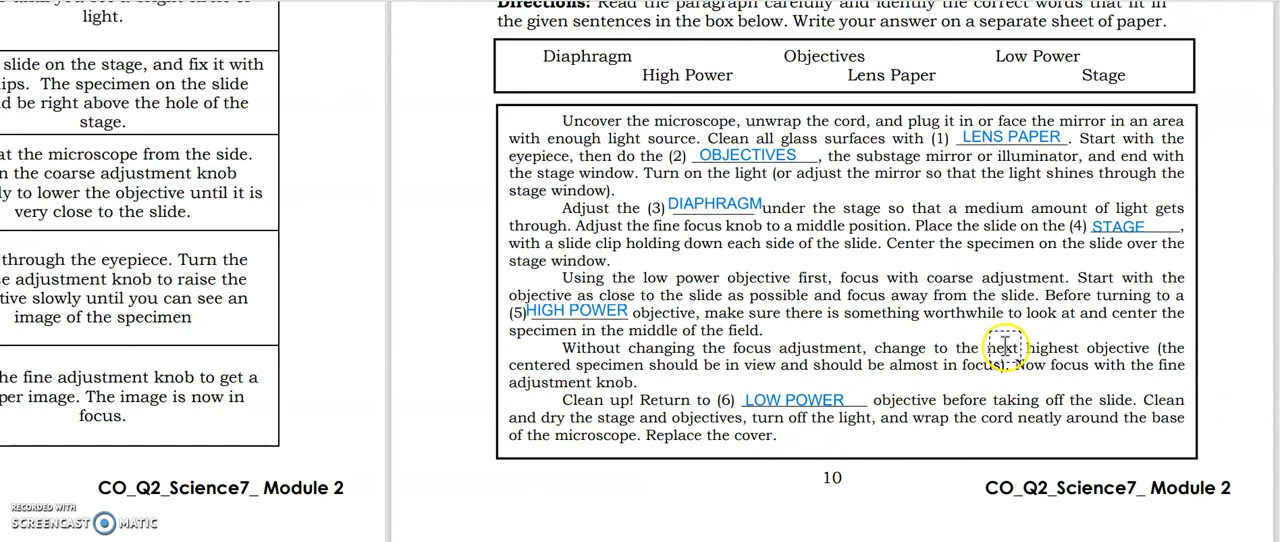 light.
slide on the stage, and fix it with
ips. The specimen on the slide
d be right above the hole of the
stage.
at the microscope from the side.
n the coarse adjustment knob
ly to lower the objective until it is
very close to the slide.
through the eyepiece. Turn the
e adjustment knob to raise the
tive slowly until you can see an
image of the specimen
he fine adjustment knob to get a
per image. The image is now in
focus.
CO_Q2_Science7_ Module 2
RECORDED WITH
SCREENCAST MATIC
Directions: Read the paragraph carefully and identify the correct words that fit in
the given sentences in the box below. Write your answer on a separate sheet of paper.
Diaphragm Objectives Low Power
High Power Lens Paper Stage
Uncover the microscope, unwrap the cord, and plug it in or face the mirror in an area
with enough light source. Clean all glass surfaces with (1) LENS PAPER. Start with the
eyepiece, then do the (2) OBJECTIVES, the substage mirror or illuminator, and end with
the stage window. Turn on the light (or adjust the mirror so that the light shines through the
stage window).
Adjust the (3) DIAPHRAGM under the stage so that a medium amount of light gets
through. Adjust the fine focus knob to a middle position. Place the slide on the (4) STAGE,
with a slide clip holding down each side of the slide. Center the specimen on the slide over the
stage window.
Using the low power objective first, focus with coarse adjustment. Start with the
objective as close to the slide as possible and focus away from the slide. Before turning to a
(5) HIGH POWER objective, make sure there is something worthwhile to look at and center the
specimen in the middle of the field.
Without changing the focus adjustment, change to the next highest objective (the
centered specimen should be in view and should be almost in focus). Now focus with the fine
adjustment knob.
Clean up! Return to (6) LOW POWER objective before taking off the slide. Clean
and dry the stage and objectives, turn off the light, and wrap the cord neatly around the base
of the microscope. Replace the cover.
10
CO_Q2_Science7_ Module 2